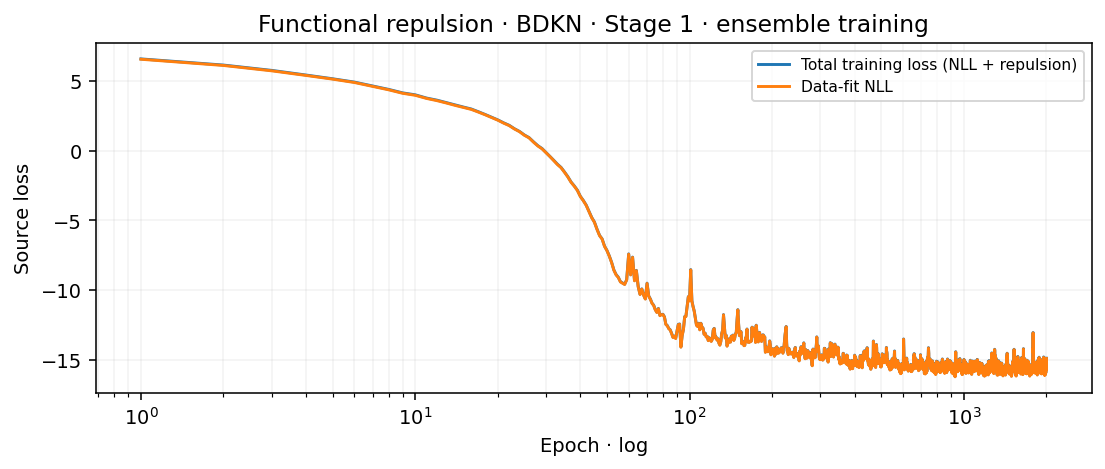 Functional repulsion · BDKN · Stage 1 · ensemble training
Total training loss (NLL + repulsion)
Data-fit NLL
Source loss
5
0
−5
−10
−15
10⁰
10¹
10²
10³
Epoch · log